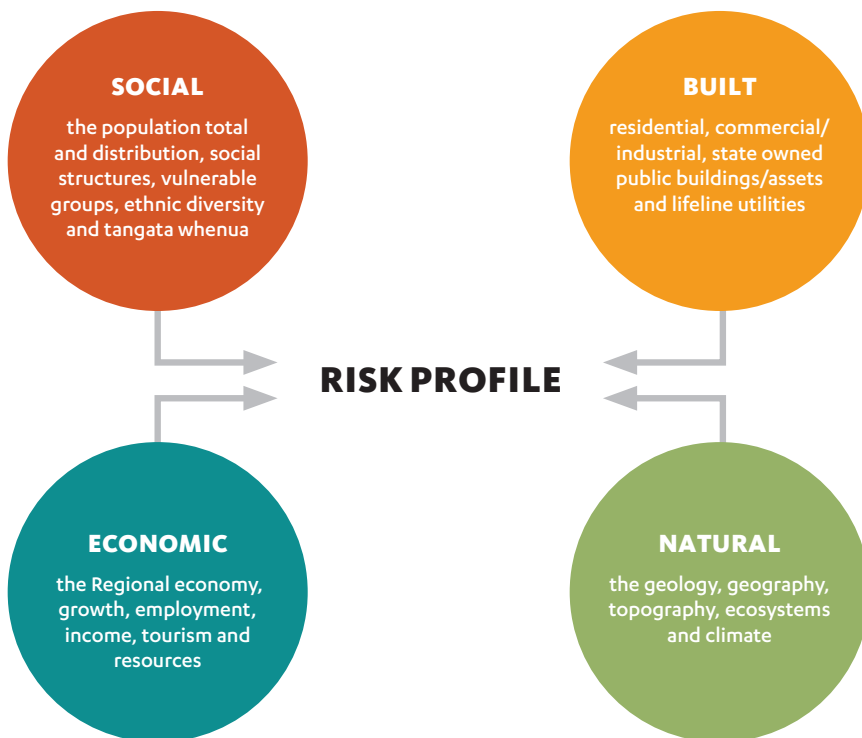 SOCIAL
the population total
and distribution, social
structures, vulnerable
groups, ethnic diversity
and tangata whenua
BUILT
residential, commercial/
industrial, state owned
public buildings/assets
and lifeline utilities
RISK PROFILE
ECONOMIC
the Regional economy,
growth, employment,
income, tourism and
resources
NATURAL
the geology, geography,
topography, ecosystems
and climate